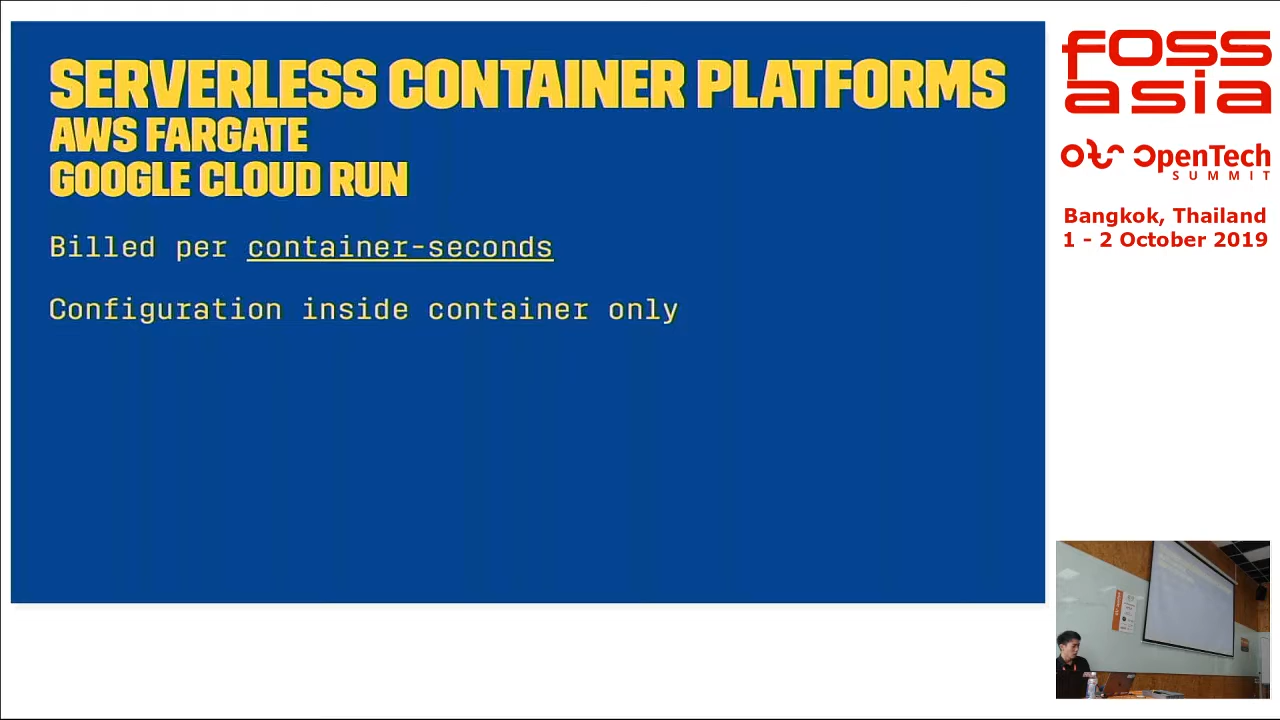 SERVERLESS CONTAINER PLATFORMS
AWS FARGATE
GOOGLE CLOUD RUN
Billed per container-seconds
Configuration inside container only
FOSS
asia
OpenTech
SUMMIT
Bangkok, Thailand
1 - 2 October 2019